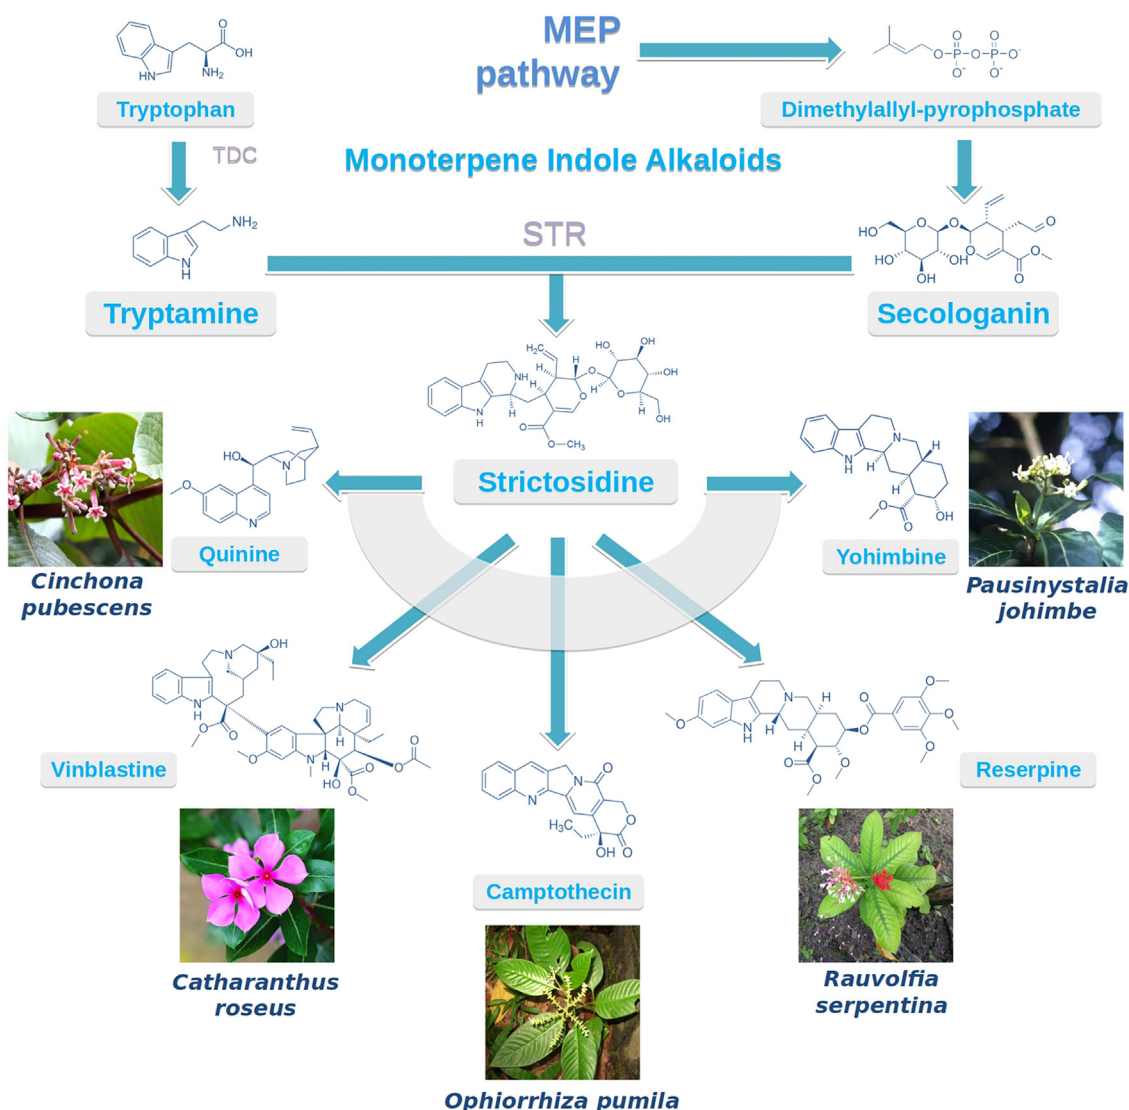 MEP
pathway
Tryptophan
Dimethylallyl-pyrophosphate
TDC
Monoterpene Indole Alkaloids
STR
Tryptamine
Secologanin
Strictosidine
Quinine
Yohimbine
Cinchona
pubescens
Pausinystalia
johimbe
Vinblastine
Reserpine
Camptothecin
Catharanthus
roseus
Rauvolfia
serpentina
Ophiorrhiza pumila